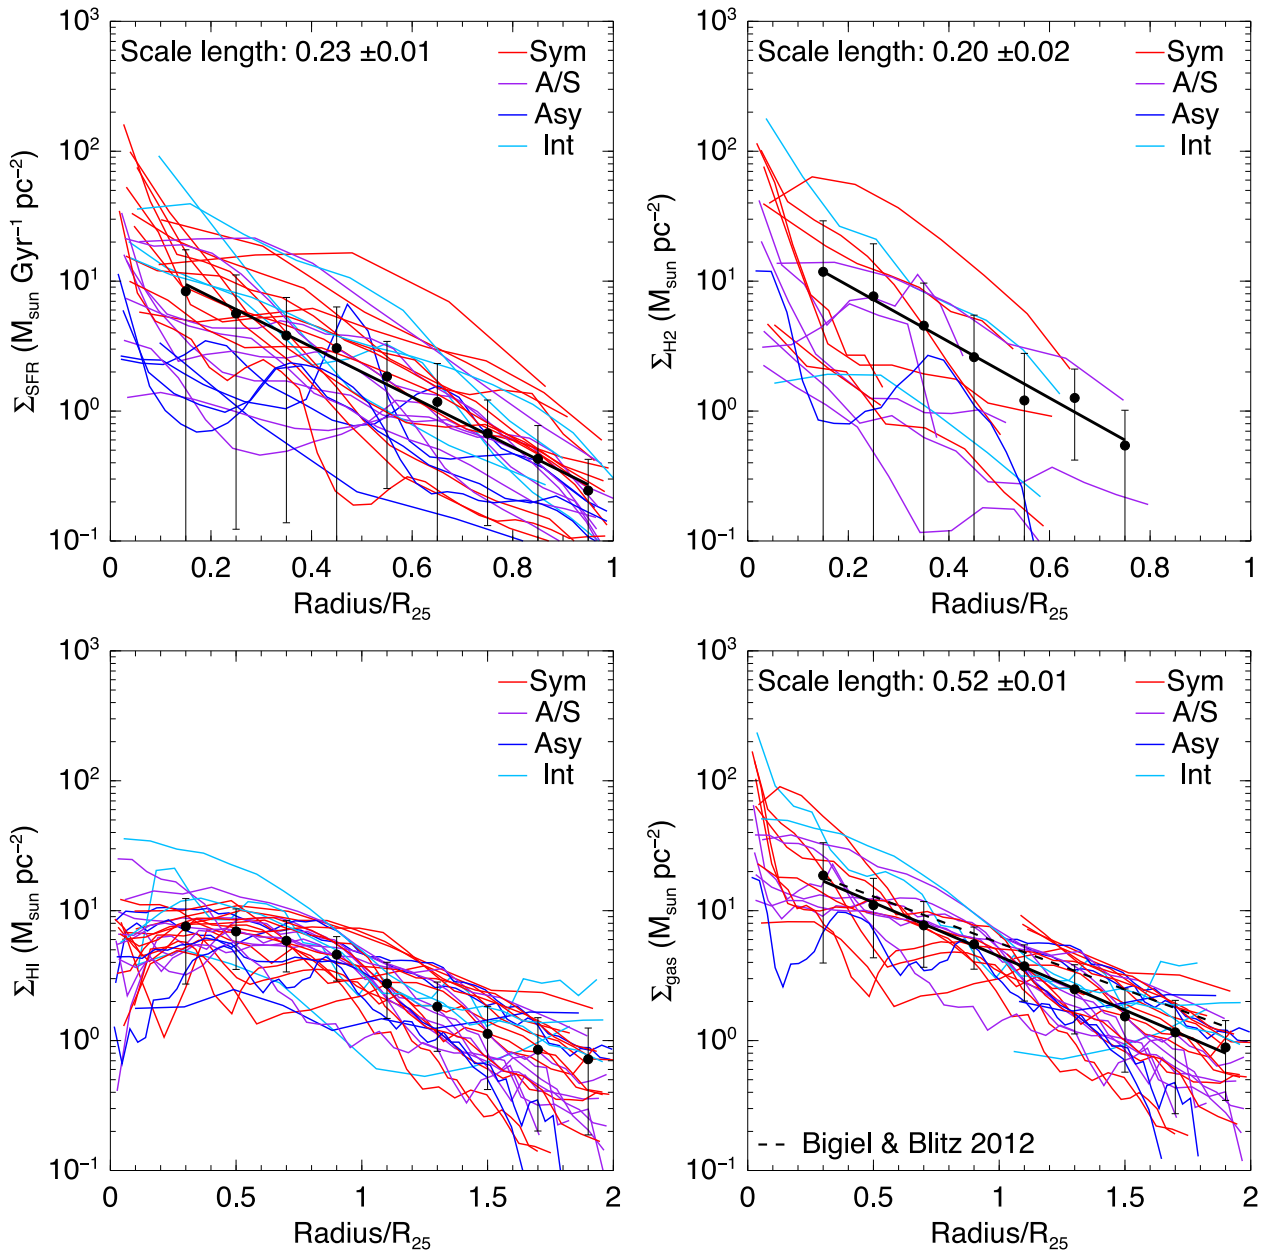 Scale length: 0.23 ±0.01
Sym
A/S
Asy
Int
10³
10²
10¹
10⁰
10⁻¹
Σ_SFR (M_sun Gyr⁻¹ pc⁻²)
0 0.2 0.4 0.6 0.8 1
Radius/R₂₅
Scale length: 0.20 ±0.02
Sym
A/S
Asy
Int
10³
10²
10¹
10⁰
10⁻¹
Σ_H2 (M_sun pc⁻²)
0 0.2 0.4 0.6 0.8 1
Radius/R₂₅
Sym
A/S
Asy
Int
10³
10²
10¹
10⁰
10⁻¹
Σ_HI (M_sun pc⁻²)
0 0.5 1 1.5 2
Radius/R₂₅
Scale length: 0.52 ±0.01
Sym
A/S
Asy
Int
10³
10²
10¹
10⁰
10⁻¹
Σ_gas (M_sun pc⁻²)
Bigiel & Blitz 2012
0 0.5 1 1.5 2
Radius/R₂₅